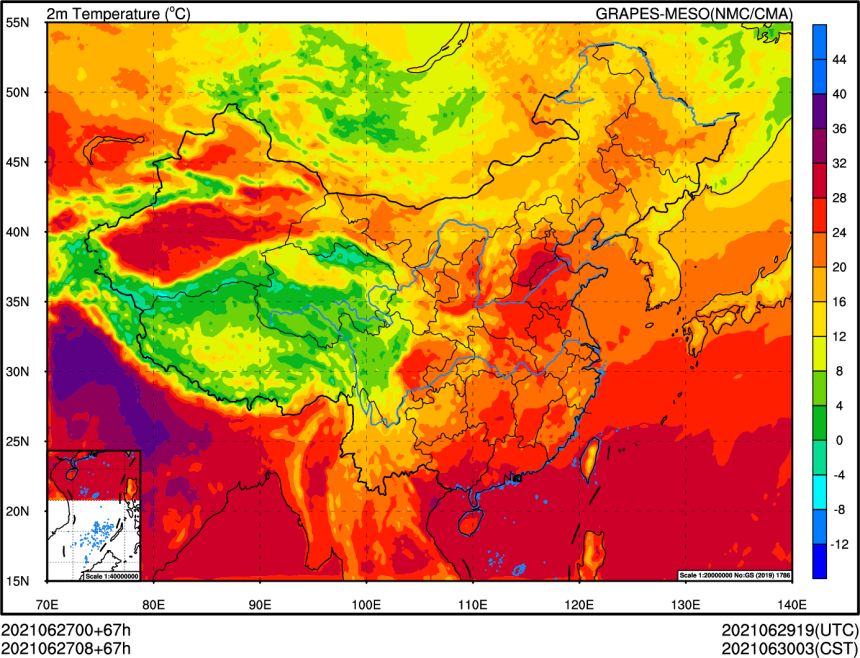 2m Temperature (°C) GRAPES-MESO(NMC/CMA)
55N
50N
45N
40N
35N
30N
25N
20N
15N
70E 80E 90E 100E 110E 120E 130E 140E
44
40
36
32
28
24
20
16
12
8
4
0
-4
-8
-12
Scale 1:40000000
Scale 1:20000000 No:GS (2019) 1786
2021062700+67h 2021062919(UTC)
2021062708+67h 2021063003(CST)